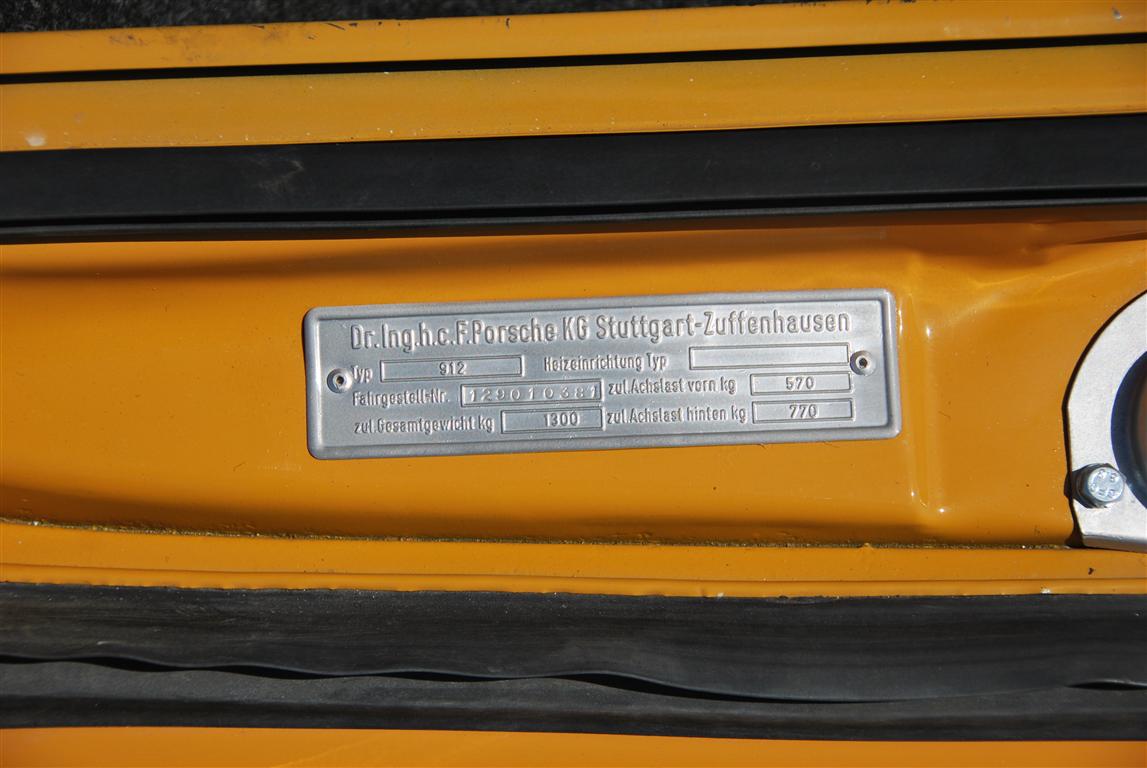 Dr.Ing.h.c.F.Porsche KG Stuttgart-Zuffenhausen
Typ 912 Heizeinrichtung Typ
Fahrgestell-Nr. 129010381 zul.Achslast vorn kg 570
zul.Gesamtgewicht kg 1300 zul.Achslast hinten kg 770